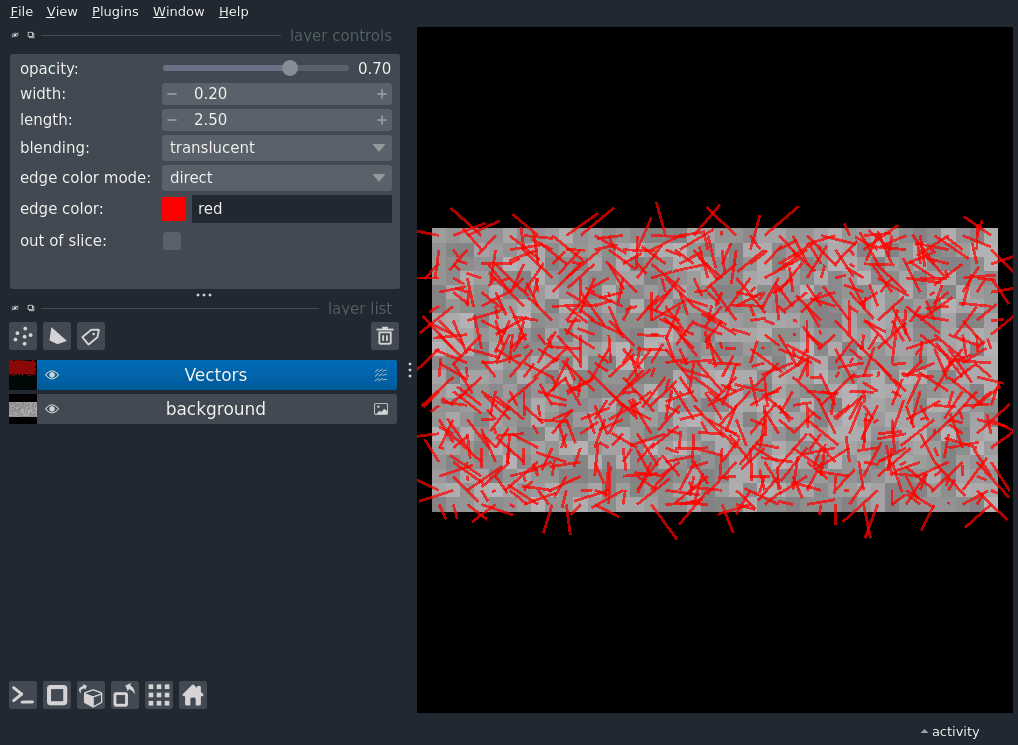 File View Plugins Window Help
layer controls
opacity: 0.70
width: − 0.20 +
length: − 2.50 +
blending: translucent
edge color mode: direct
edge color: red
out of slice:
layer list
Vectors
background
activity